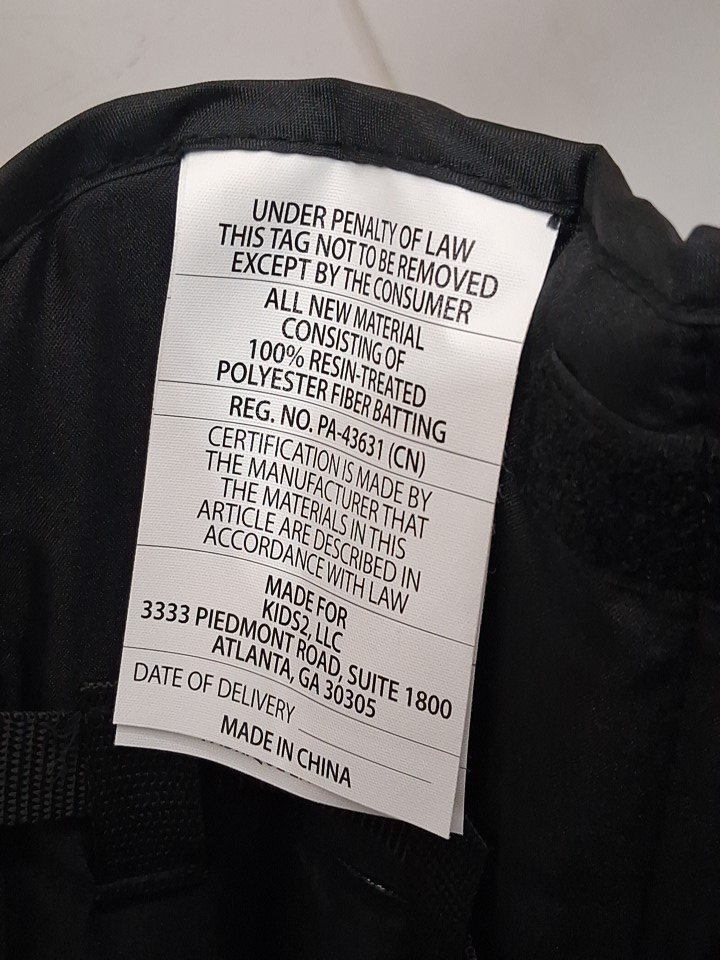 UNDER PENALTY OF LAW
THIS TAG NOT TO BE REMOVED
EXCEPT BY THE CONSUMER
ALL NEW MATERIAL
CONSISTING OF
100% RESIN-TREATED
POLYESTER FIBER BATTING
REG. NO. PA-43631 (CN)
CERTIFICATION IS MADE BY
THE MANUFACTURER THAT
THE MATERIALS IN THIS
ARTICLE ARE DESCRIBED IN
ACCORDANCE WITH LAW
MADE FOR
KIDS2, LLC
3333 PIEDMONT ROAD, SUITE 1800
ATLANTA, GA 30305
DATE OF DELIVERY
MADE IN CHINA